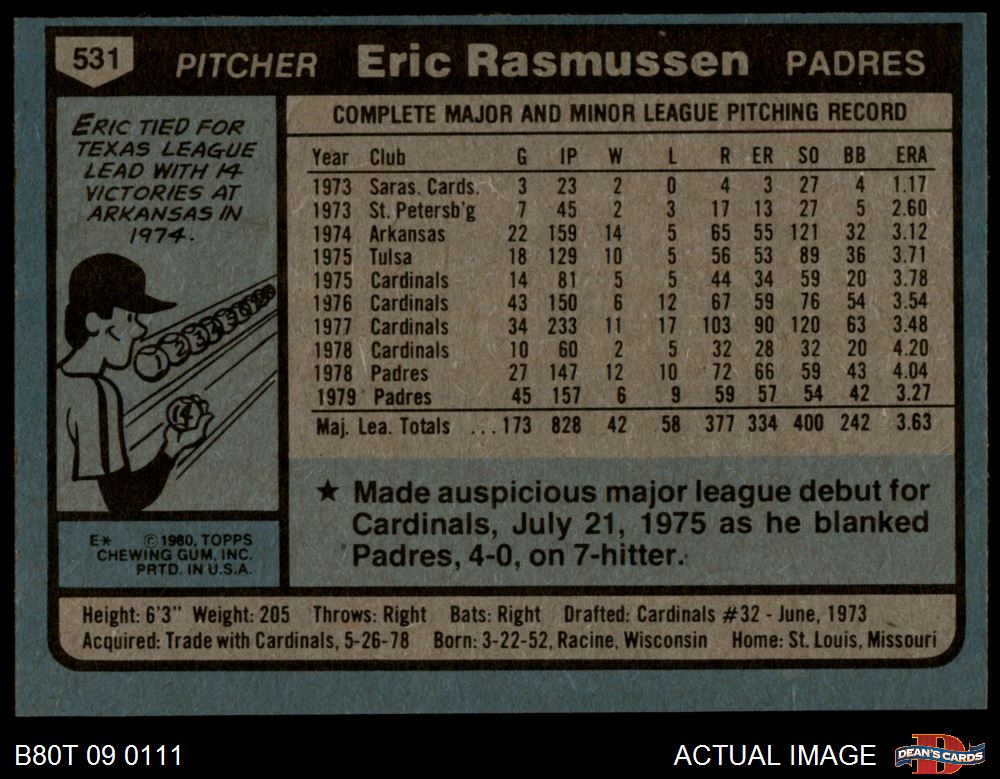 531 PITCHER Eric Rasmussen PADRES
ERIC TIED FOR
TEXAS LEAGUE
LEAD WITH 14
VICTORIES AT
ARKANSAS IN
1974.
1 2 3 4 5 6 7
14
E* © 1980, TOPPS
CHEWING GUM, INC.
PRTD. IN U.S.A.
COMPLETE MAJOR AND MINOR LEAGUE PITCHING RECORD
Year Club G IP W L R ER SO BB ERA
1973 Saras. Cards. 3 23 2 0 4 3 27 4 1.17
1973 St. Petersb'g 7 45 2 3 17 13 27 5 2.60
1974 Arkansas 22 159 14 5 65 55 121 32 3.12
1975 Tulsa 18 129 10 5 56 53 89 36 3.71
1975 Cardinals 14 81 5 5 44 34 59 20 3.78
1976 Cardinals 43 150 6 12 67 59 76 54 3.54
1977 Cardinals 34 233 11 17 103 90 120 63 3.48
1978 Cardinals 10 60 2 5 32 28 32 20 4.20
1978 Padres 27 147 12 10 72 66 59 43 4.04
1979 Padres 45 157 6 9 59 57 54 42 3.27
Maj. Lea. Totals ...173 828 42 58 377 334 400 242 3.63
★ Made auspicious major league debut for
Cardinals, July 21, 1975 as he blanked
Padres, 4-0, on 7-hitter.
Height: 6'3" Weight: 205 Throws: Right Bats: Right Drafted: Cardinals #32 - June, 1973
Acquired: Trade with Cardinals, 5-26-78 Born: 3-22-52, Racine, Wisconsin Home: St. Louis, Missouri
B80T 09 0111 ACTUAL IMAGE D'S DEAN'S CARDS